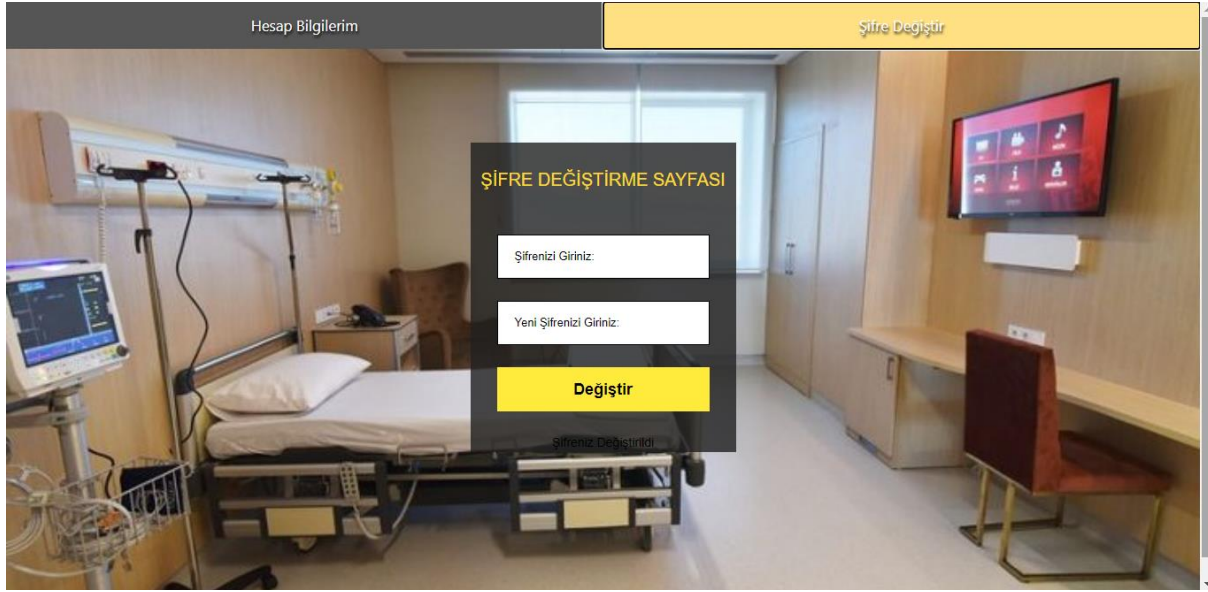 Hesap Bilgilerim
Şifre Değiştir
ŞİFRE DEĞİŞTİRME SAYFASI
Şifrenizi Giriniz:
Yeni Şifrenizi Giriniz:
Değiştir
Şifreniz Değiştirildi